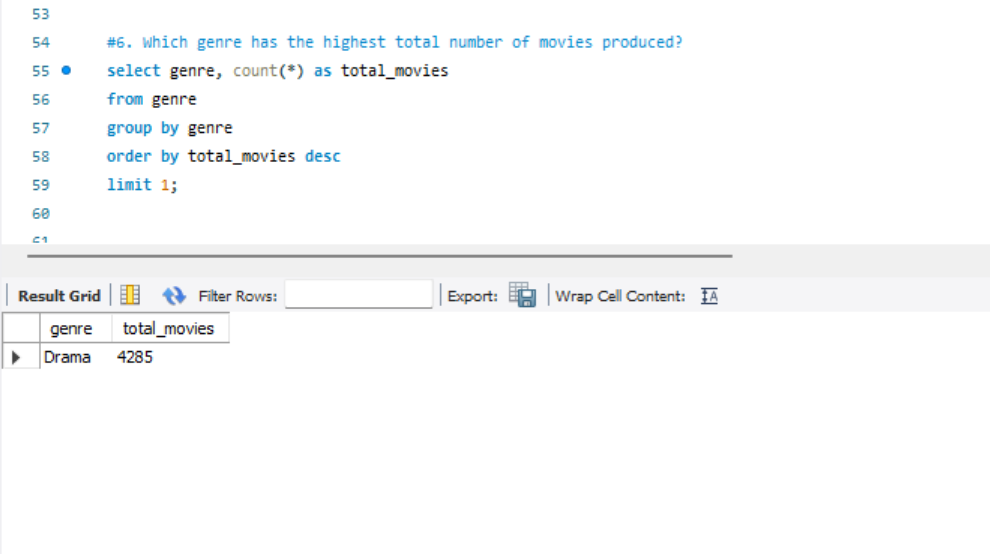 53
54 #6. Which genre has the highest total number of movies produced?
55 select genre, count(*) as total_movies
56 from genre
57 group by genre
58 order by total_movies desc
59 limit 1;
60
61
Result Grid Filter Rows: Export: Wrap Cell Content: IA
genre total_movies
Drama 4285